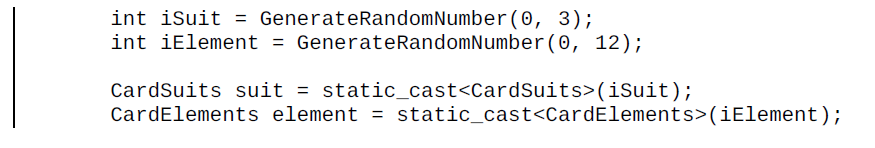 int iSuit = GenerateRandomNumber(0, 3);
int iElement = GenerateRandomNumber(0, 12);
CardSuits suit = static_cast<CardSuits>(iSuit);
CardElements element = static_cast<CardElements>(iElement);